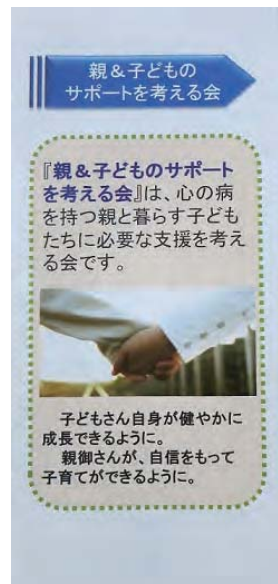 親&子どもの
サポートを考える会
『親&子どものサポート
を考える会』は、心の病
を持つ親と暮らす子ども
たちに必要な支援を考え
る会です。
子どもさん自身が健やかに
成長できるように。
親御さんが、自信をもって
子育てができるように。